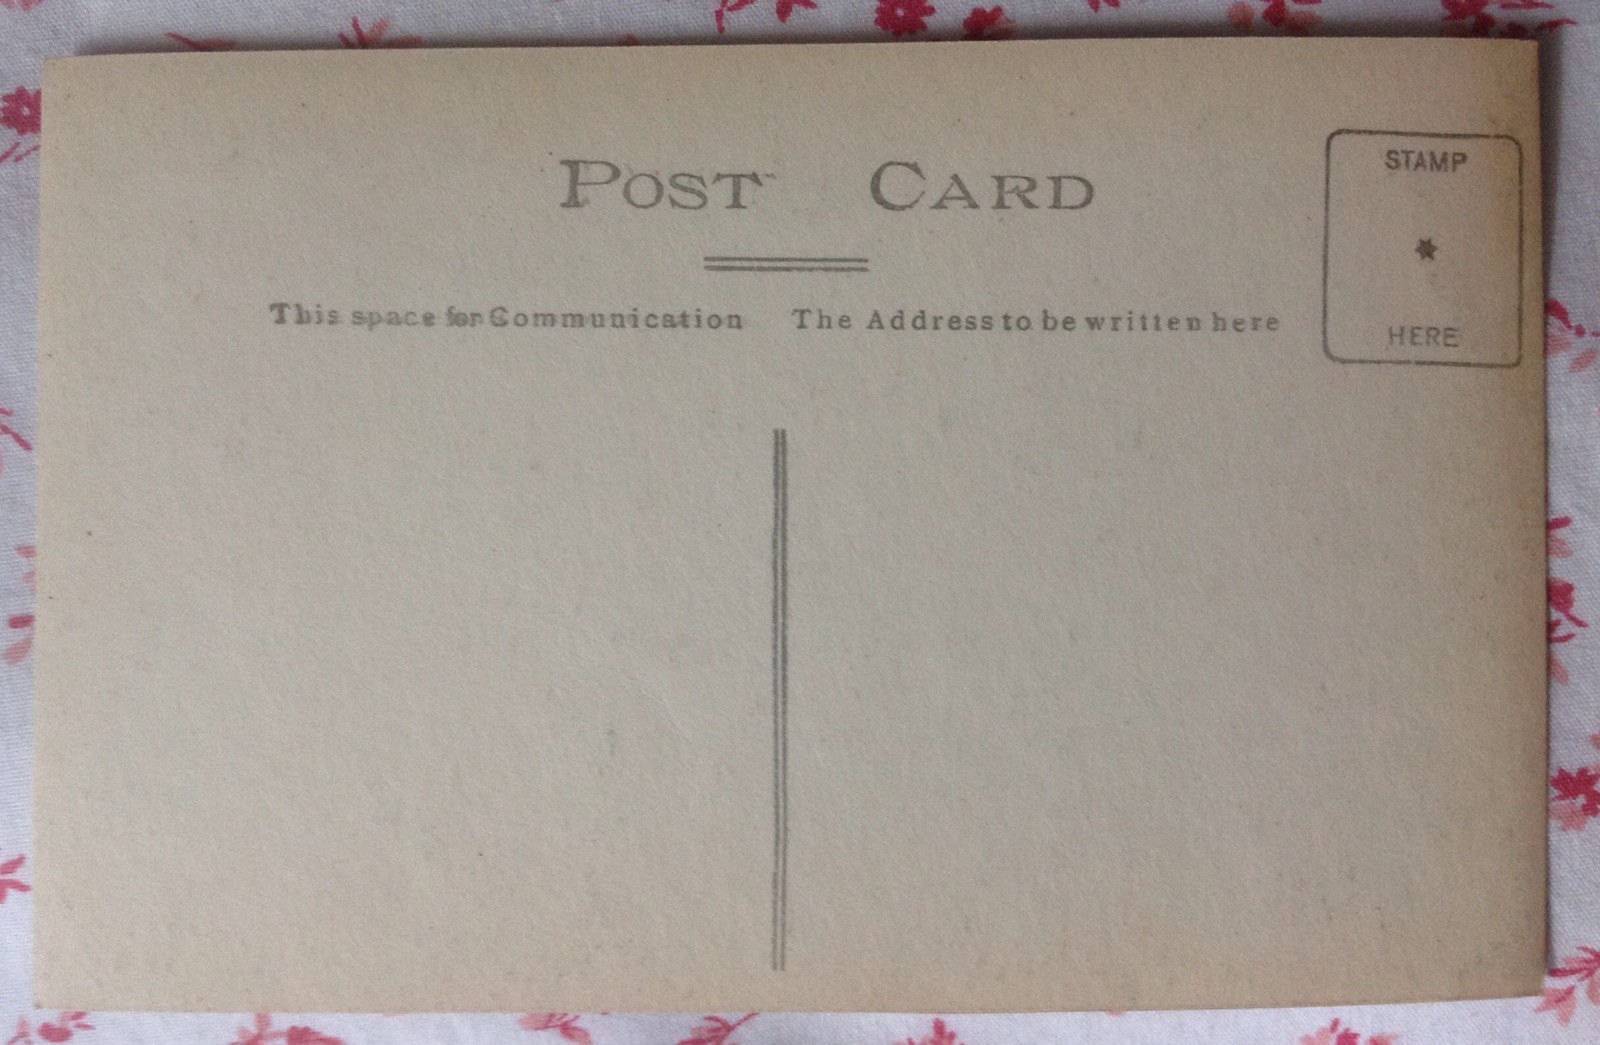 POST CARD
STAMP
HERE
This space for Communication
The Address to be written here